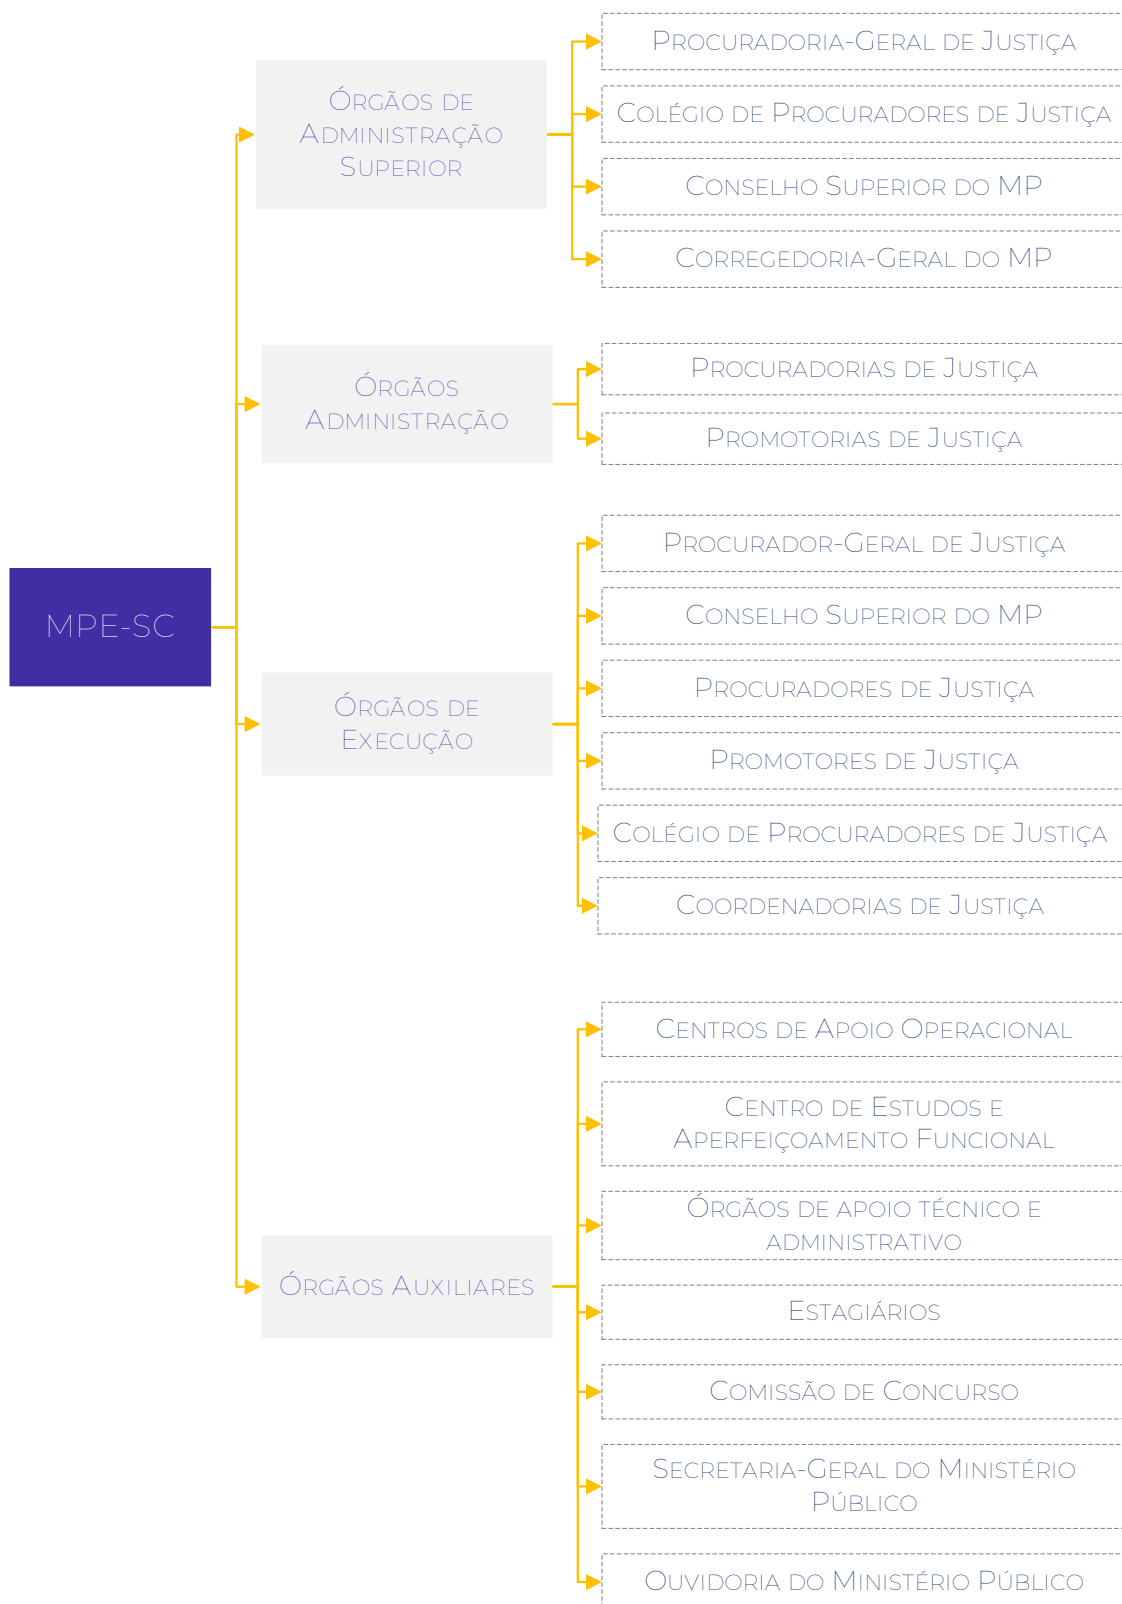 MPE-SC
Órgãos de
Administração
Superior
Procuradoria-Geral de Justiça
Colégio de Procuradores de Justiça
Conselho Superior do MP
Corregedoria-Geral do MP
Órgãos
Administração
Procuradorias de Justiça
Promotorias de Justiça
Órgãos de
Execução
Procurador-Geral de Justiça
Conselho Superior do MP
Procuradores de Justiça
Promotores de Justiça
Colégio de Procuradores de Justiça
Coordenadorias de Justiça
Órgãos Auxiliares
Centros de Apoio Operacional
Centro de Estudos e
Aperfeiçoamento Funcional
Órgãos de apoio técnico e
administrativo
Estagiários
Comissão de Concurso
Secretaria-Geral do Ministério
Público
Ouvidoria do Ministério Público